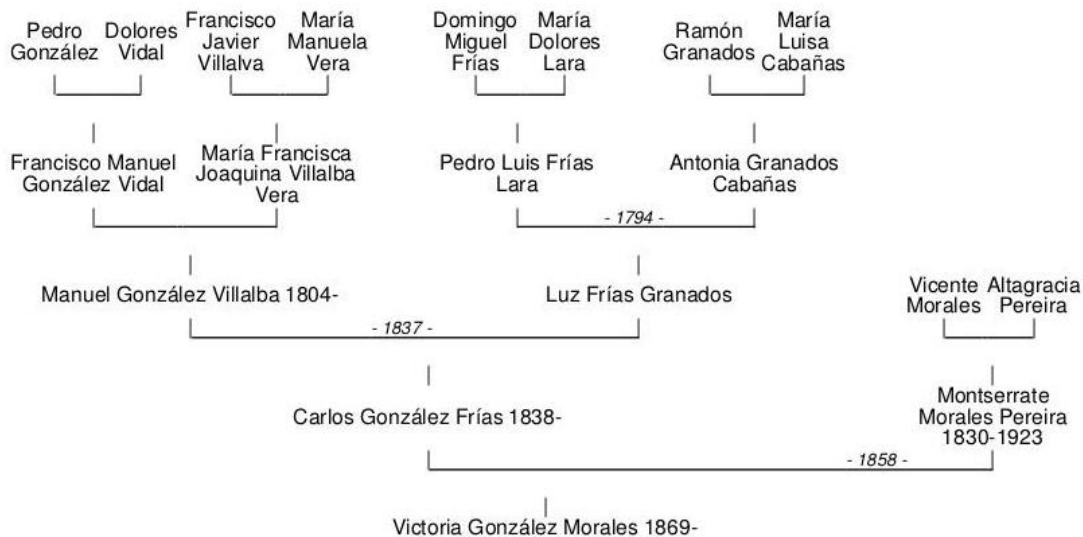 Pedro
González
Dolores
Vidal
Francisco
Javier
Villalva
María
Manuela
Vera
Domingo
Miguel
Frías
María
Dolores
Lara
Ramón
Granados
María
Luisa
Cabañas
Francisco Manuel
González Vidal
María Francisca
Joaquina Villalba
Vera
Pedro Luis Frías
Lara
Antonia Granados
Cabañas
- 1794 -
Manuel González Villalba 1804-
Luz Frías Granados
Vicente
Morales
Altagracia
Pereira
- 1837 -
Carlos González Frías 1838-
Montserrate
Morales Pereira
1830-1923
- 1858 -
Victoria González Morales 1869-